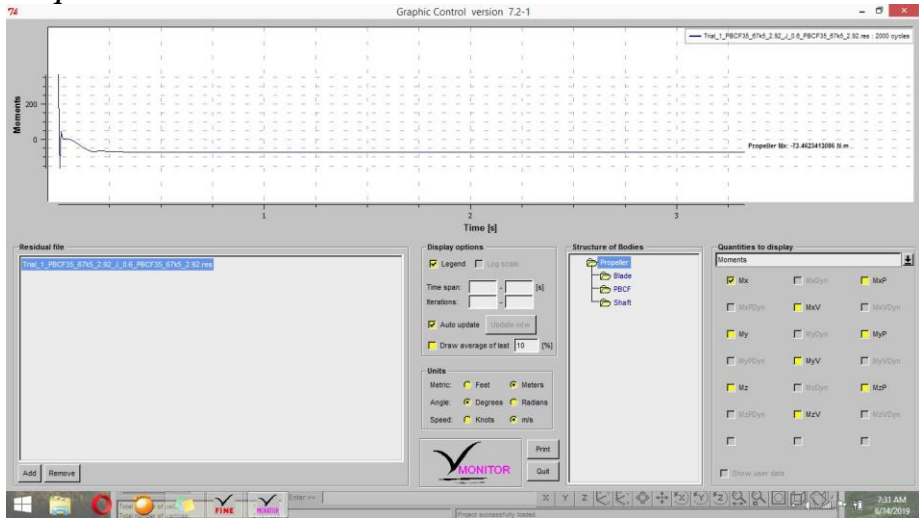 Graphic Control version 7.2-1
Trial_1_PBCF35_67k5_2.92_J_0.6_PBCF35_67k5_2.92.res : 2000 cycles
Moments
200
0
Propeller Mx: -73.4623413086 N.m
1
2
3
Time [s]
Residual file
Trial_1_PBCF35_67k5_2.92_J_0.6_PBCF35_67k5_2.92.res
Add
Remove
Display options
Legend
Log scale
Time span:
-
[s]
Iterations:
-
Auto update
Update now
Draw average of last
10
[%]
Units
Metric:
Feet
Meters
Angle:
Degrees
Radians
Speed:
Knots
m/s
MONITOR
Print
Quit
Structure of Bodies
Propeller
Blade
PBCF
Shaft
Quantities to display
Moments
Mx
MxDyn
MxP
MxPDyn
MxV
MxVDyn
My
MyDyn
MyP
MyPDyn
MyV
MyVDyn
Mz
MzDyn
MzP
MzPDyn
MzV
MzVDyn
Show user data
FINE
MONITOR
Enter >>
Project successfully loaded.
X
Y
Z
7:31 AM
6/14/2019